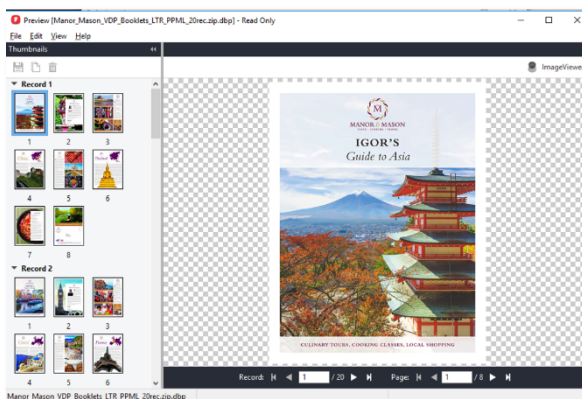 Preview [Manor_Mason_VDP_Booklets_LTR_PPML_20rec.zip.dbp] - Read Only
File Edit View Help
Thumbnails
ImageViewer
Record 1
1 2 3
4 5 6
7 8
Record 2
1 2 3
4 5 6
M
MANOR & MASON
IGOR'S
Guide to Asia
CULINARY TOURS, COOKING CLASSES, LOCAL SHOPPING
Record: 1 / 20 Page: 1 / 8
Manor_Mason_VDP_Booklets_LTR_PPML_20rec.zip.dbp